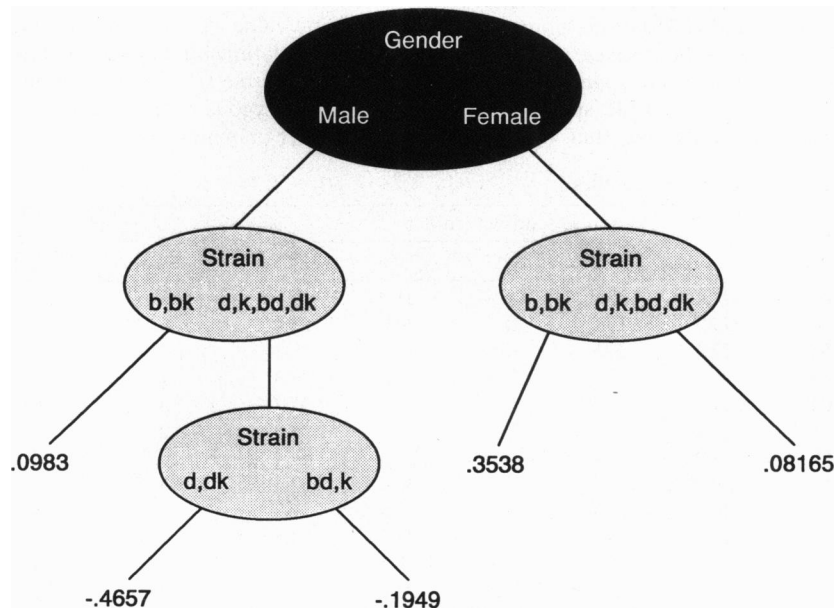 Gender
Male Female
Strain
b,bk d,k,bd,dk
Strain
b,bk d,k,bd,dk
.0983
Strain
d,dk bd,k
.3538
.08165
-.4657
-.1949